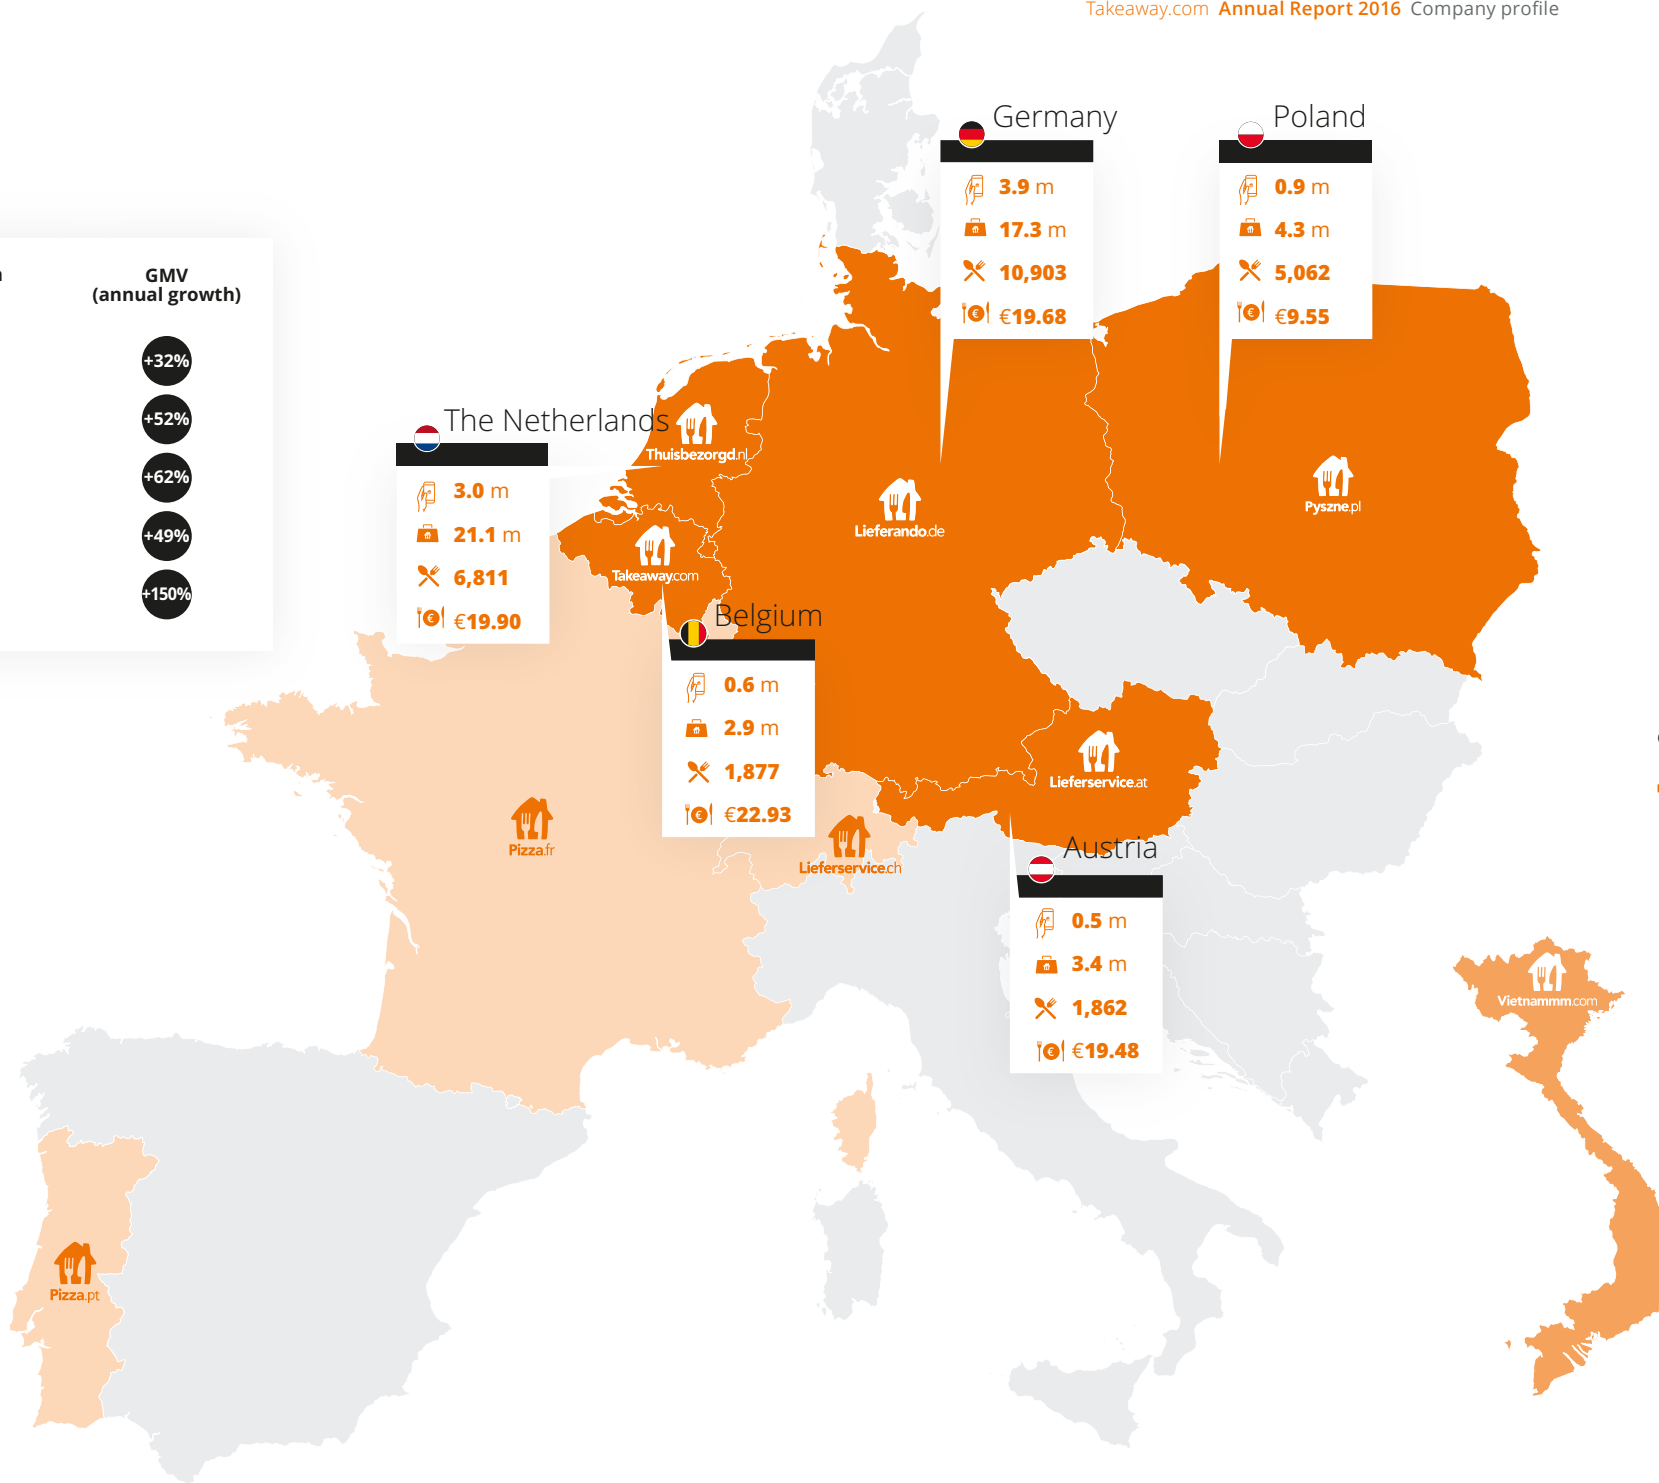 Takeaway.com Annual Report 2016 Company profile
GMV
(annual growth)
+32%
+52%
+62%
+49%
+150%
Germany
3.9 m
17.3 m
10,903
€19.68
Poland
0.9 m
4.3 m
5,062
€9.55
The Netherlands
3.0 m
21.1 m
6,811
€19.90
Thuisbezorgd.nl
Lieferando.de
Pyszne.pl
Takeaway.com
Belgium
0.6 m
2.9 m
1,877
€22.93
Lieferservice.at
Pizza.fr
Lieferservice.ch
Austria
0.5 m
3.4 m
1,862
€19.48
Vietnammm.com
Pizza.pt